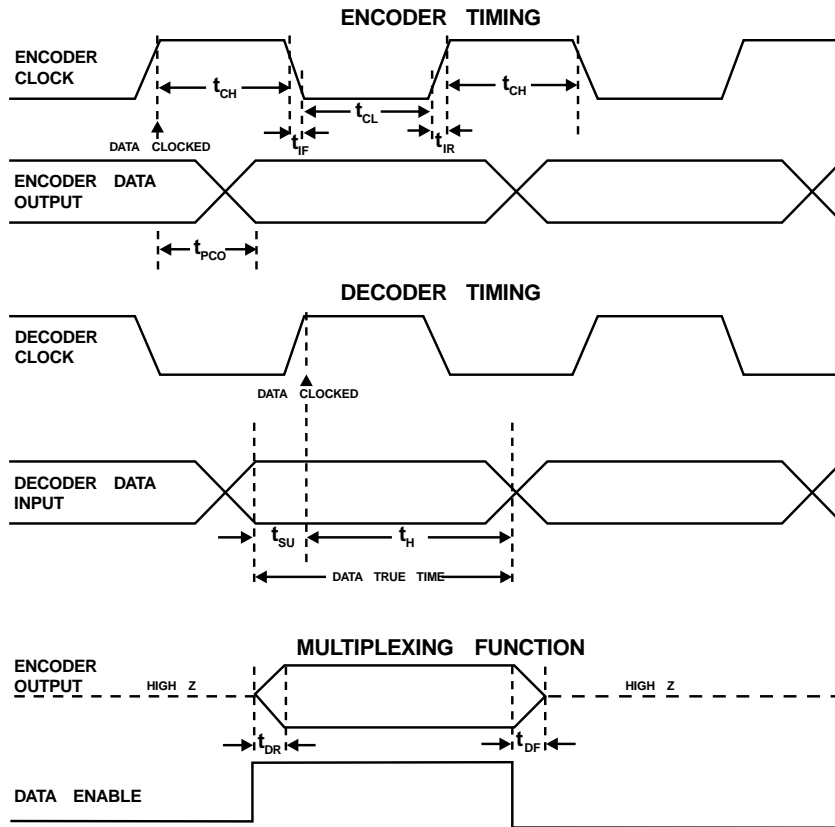 ENCODER TIMING
ENCODER
CLOCK
tCH
tCH
tCL
DATA CLOCKED
tIF
tIR
ENCODER DATA
OUTPUT
tPCO
DECODER TIMING
DECODER
CLOCK
DATA CLOCKED
DECODER DATA
INPUT
tSU
tH
DATA TRUE TIME
MULTIPLEXING FUNCTION
ENCODER
OUTPUT
HIGH Z
HIGH Z
tDR
tDF
DATA ENABLE